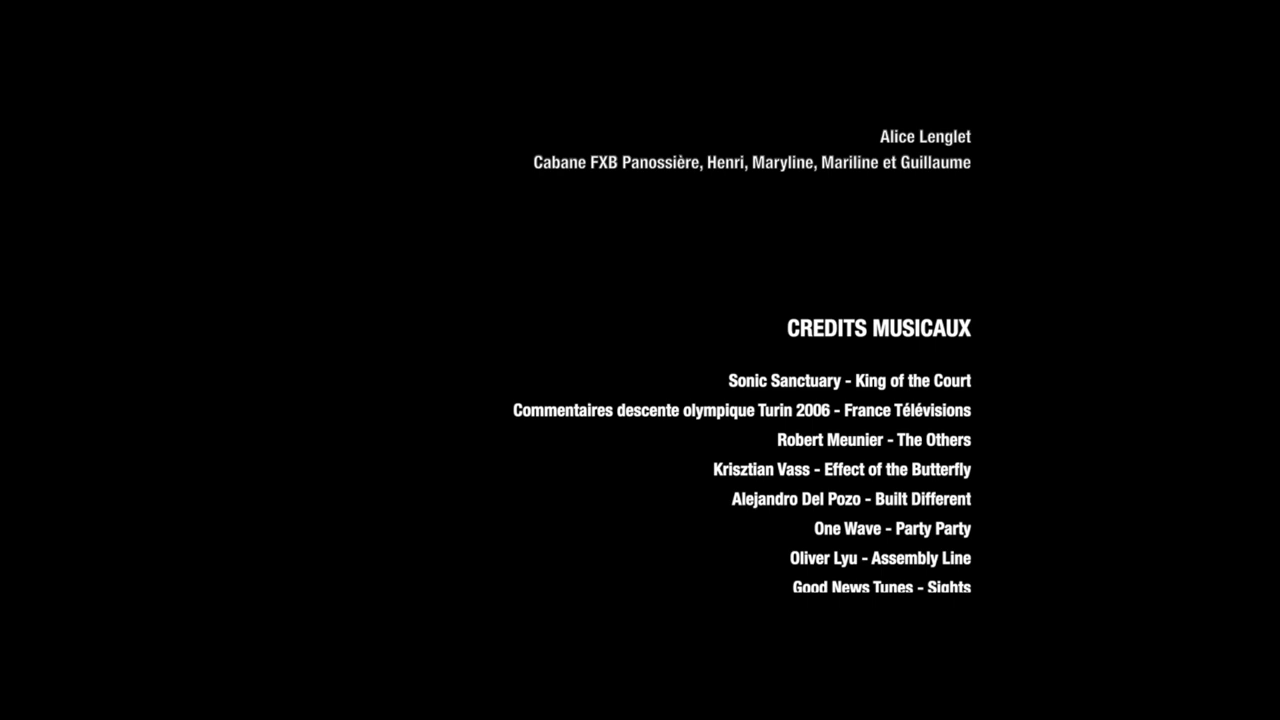 Alice Lenglet
Cabane FXB Panossière, Henri, Maryline, Mariline et Guillaume
CREDITS MUSICAUX
Sonic Sanctuary - King of the Court
Commentaires descente olympique Turin 2006 - France Télévisions
Robert Meunier - The Others
Krisztian Vass - Effect of the Butterfly
Alejandro Del Pozo - Built Different
One Wave - Party Party
Oliver Lyu - Assembly Line
Good News Tunes - Sights